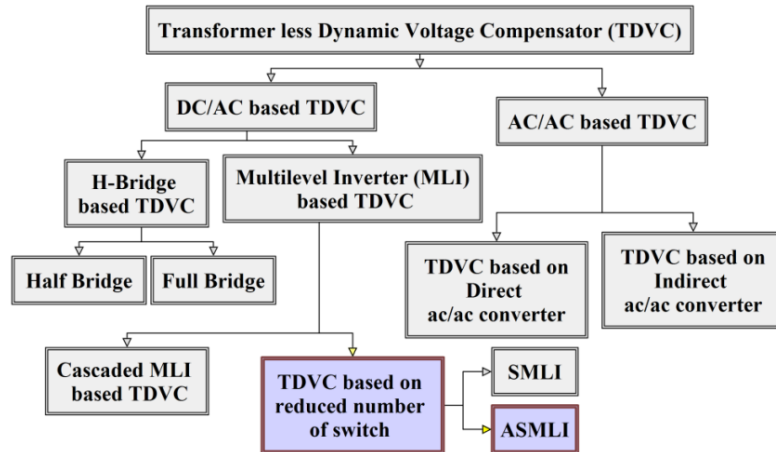 Transformer less Dynamic Voltage Compensator (TDVC)
DC/AC based TDVC
AC/AC based TDVC
H-Bridge
based TDVC
Multilevel Inverter (MLI)
based TDVC
Half Bridge
Full Bridge
TDVC based on
Direct
ac/ac converter
TDVC based on
Indirect
ac/ac converter
Cascaded MLI
based TDVC
TDVC based on
reduced number
of switch
SMLI
ASMLI